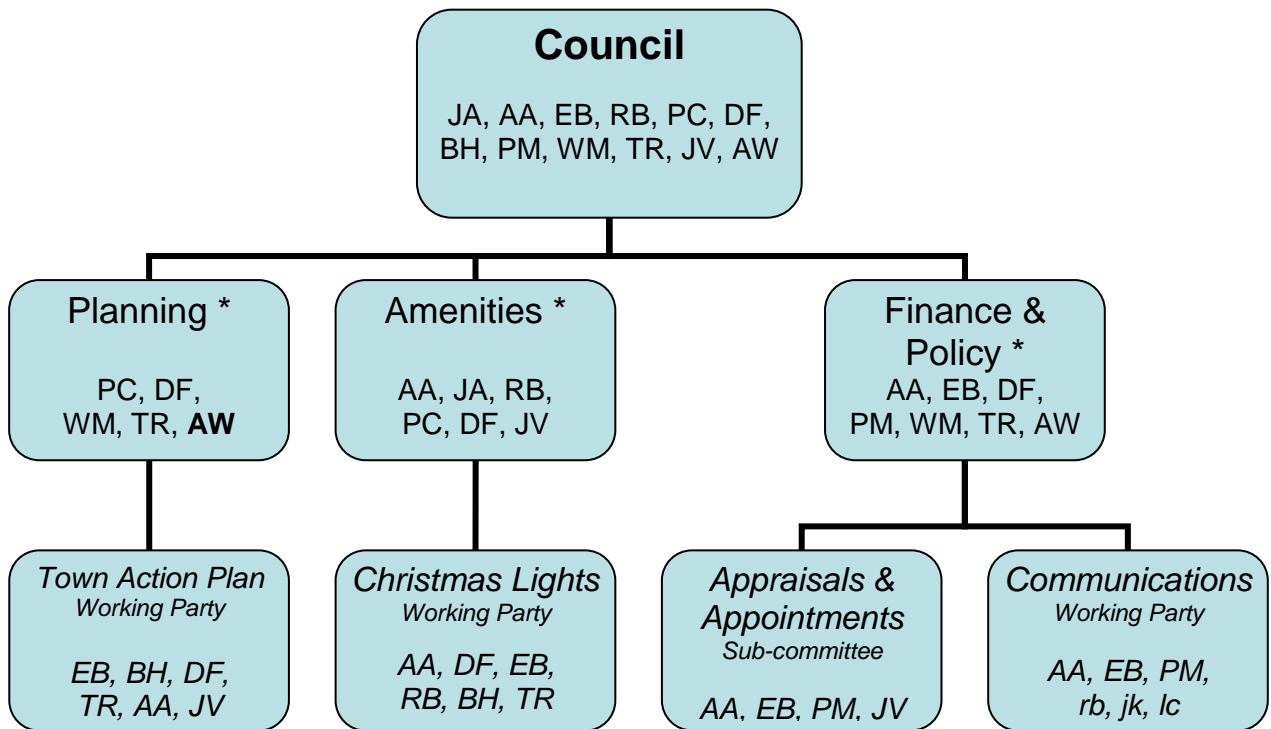 Council
JA, AA, EB, RB, PC, DF,
BH, PM, WM, TR, JV, AW
Planning *
PC, DF,
WM, TR, AW
Amenities *
AA, JA, RB,
PC, DF, JV
Finance &
Policy *
AA, EB, DF,
PM, WM, TR, AW
Town Action Plan
Working Party
EB, BH, DF,
TR, AA, JV
Christmas Lights
Working Party
AA, DF, EB,
RB, BH, TR
Appraisals &
Appointments
Sub-committee
AA, EB, PM, JV
Communications
Working Party
AA, EB, PM,
rb, jk, lc